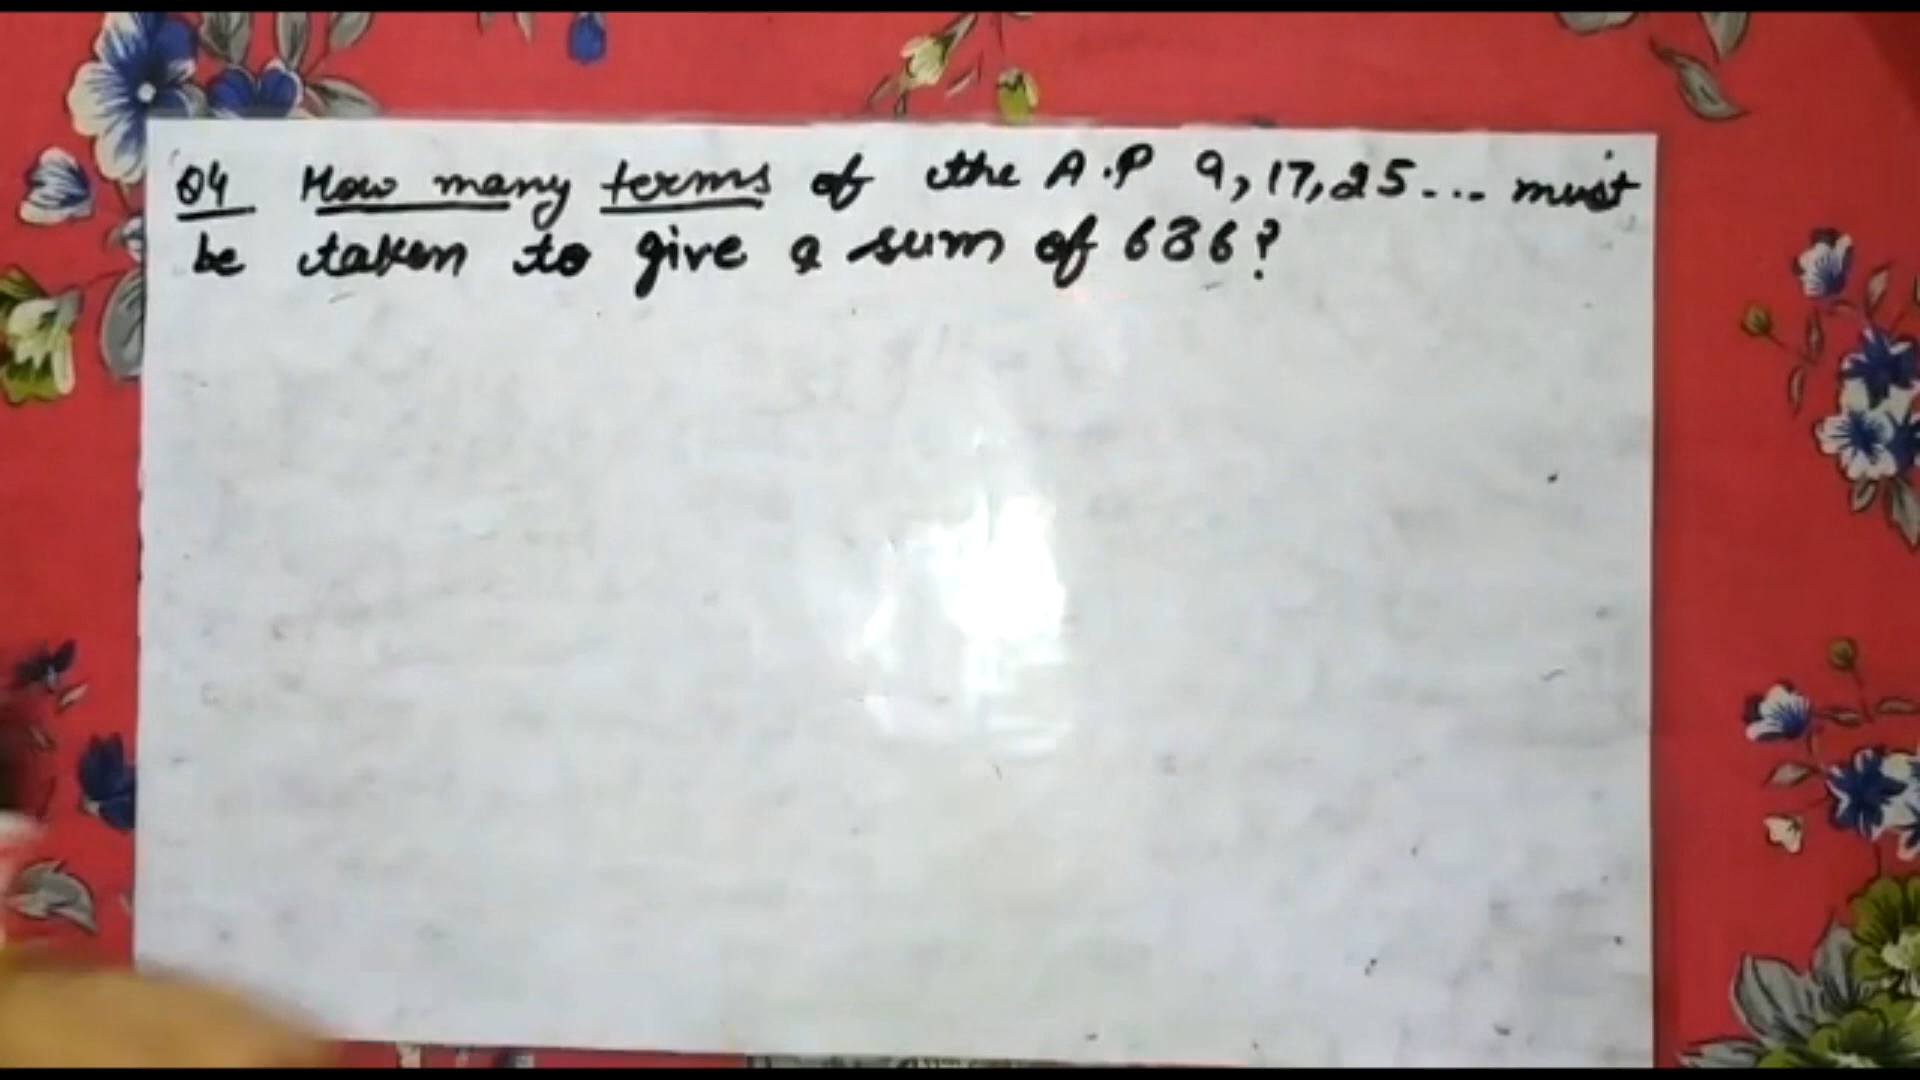 Q4 How many terms of the A.P 9, 17, 25... must
be taken to give a sum of 636?